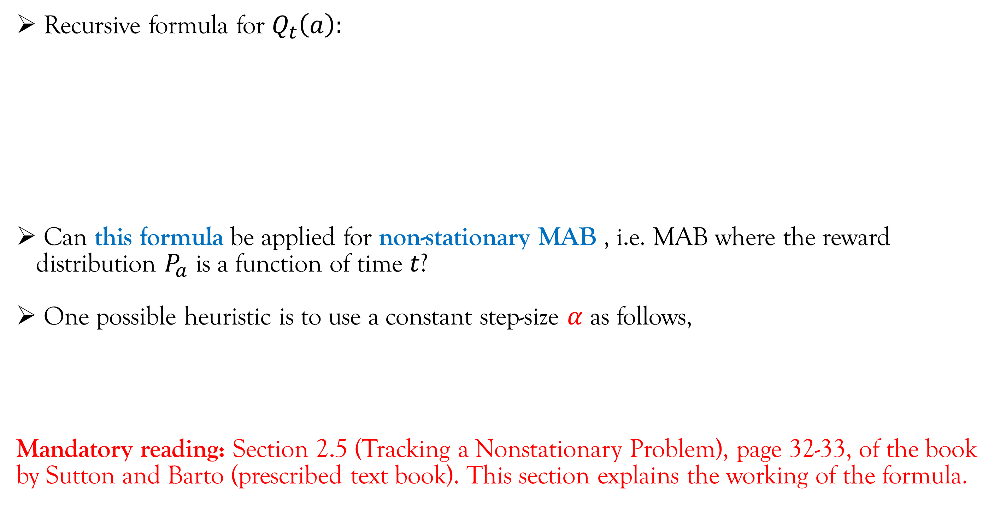 ➢ Recursive formula for Qₜ(a):
➢ Can this formula be applied for non-stationary MAB , i.e. MAB where the reward
distribution Pₐ is a function of time t?
➢ One possible heuristic is to use a constant step-size α as follows,
Mandatory reading: Section 2.5 (Tracking a Nonstationary Problem), page 32-33, of the book
by Sutton and Barto (prescribed text book). This section explains the working of the formula.